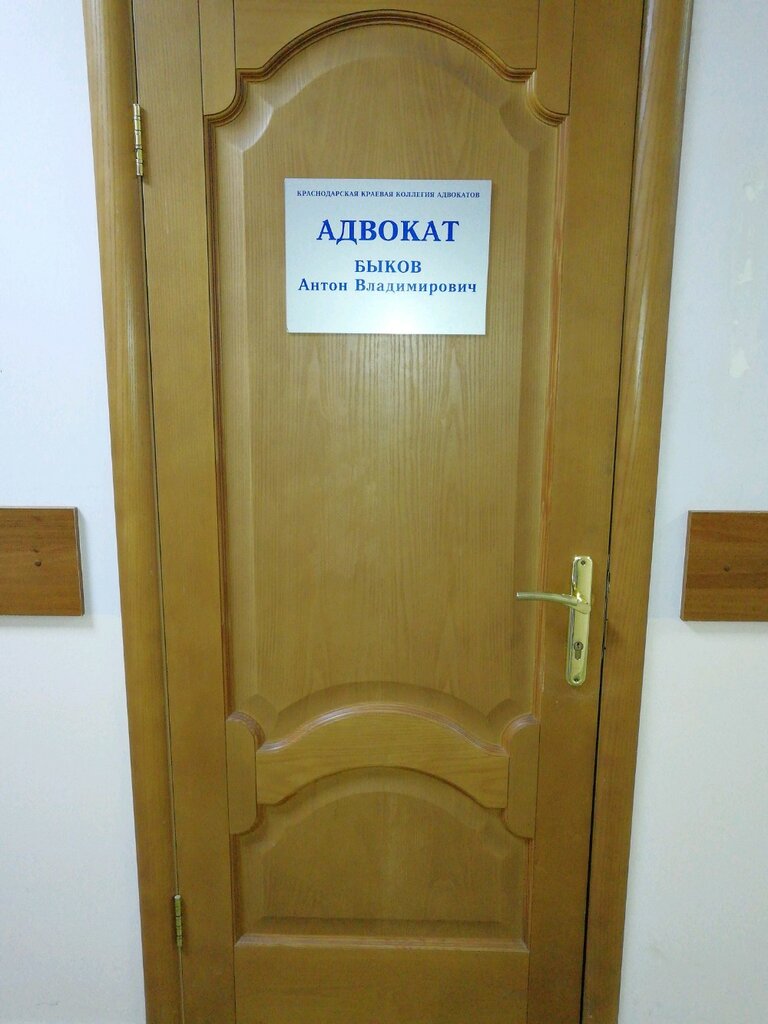 КРАСНОДАРСКАЯ КРАЕВАЯ КОЛЛЕГИЯ АДВОКАТОВ
АДВОКАТ
БЫКОВ
Антон Владимирович